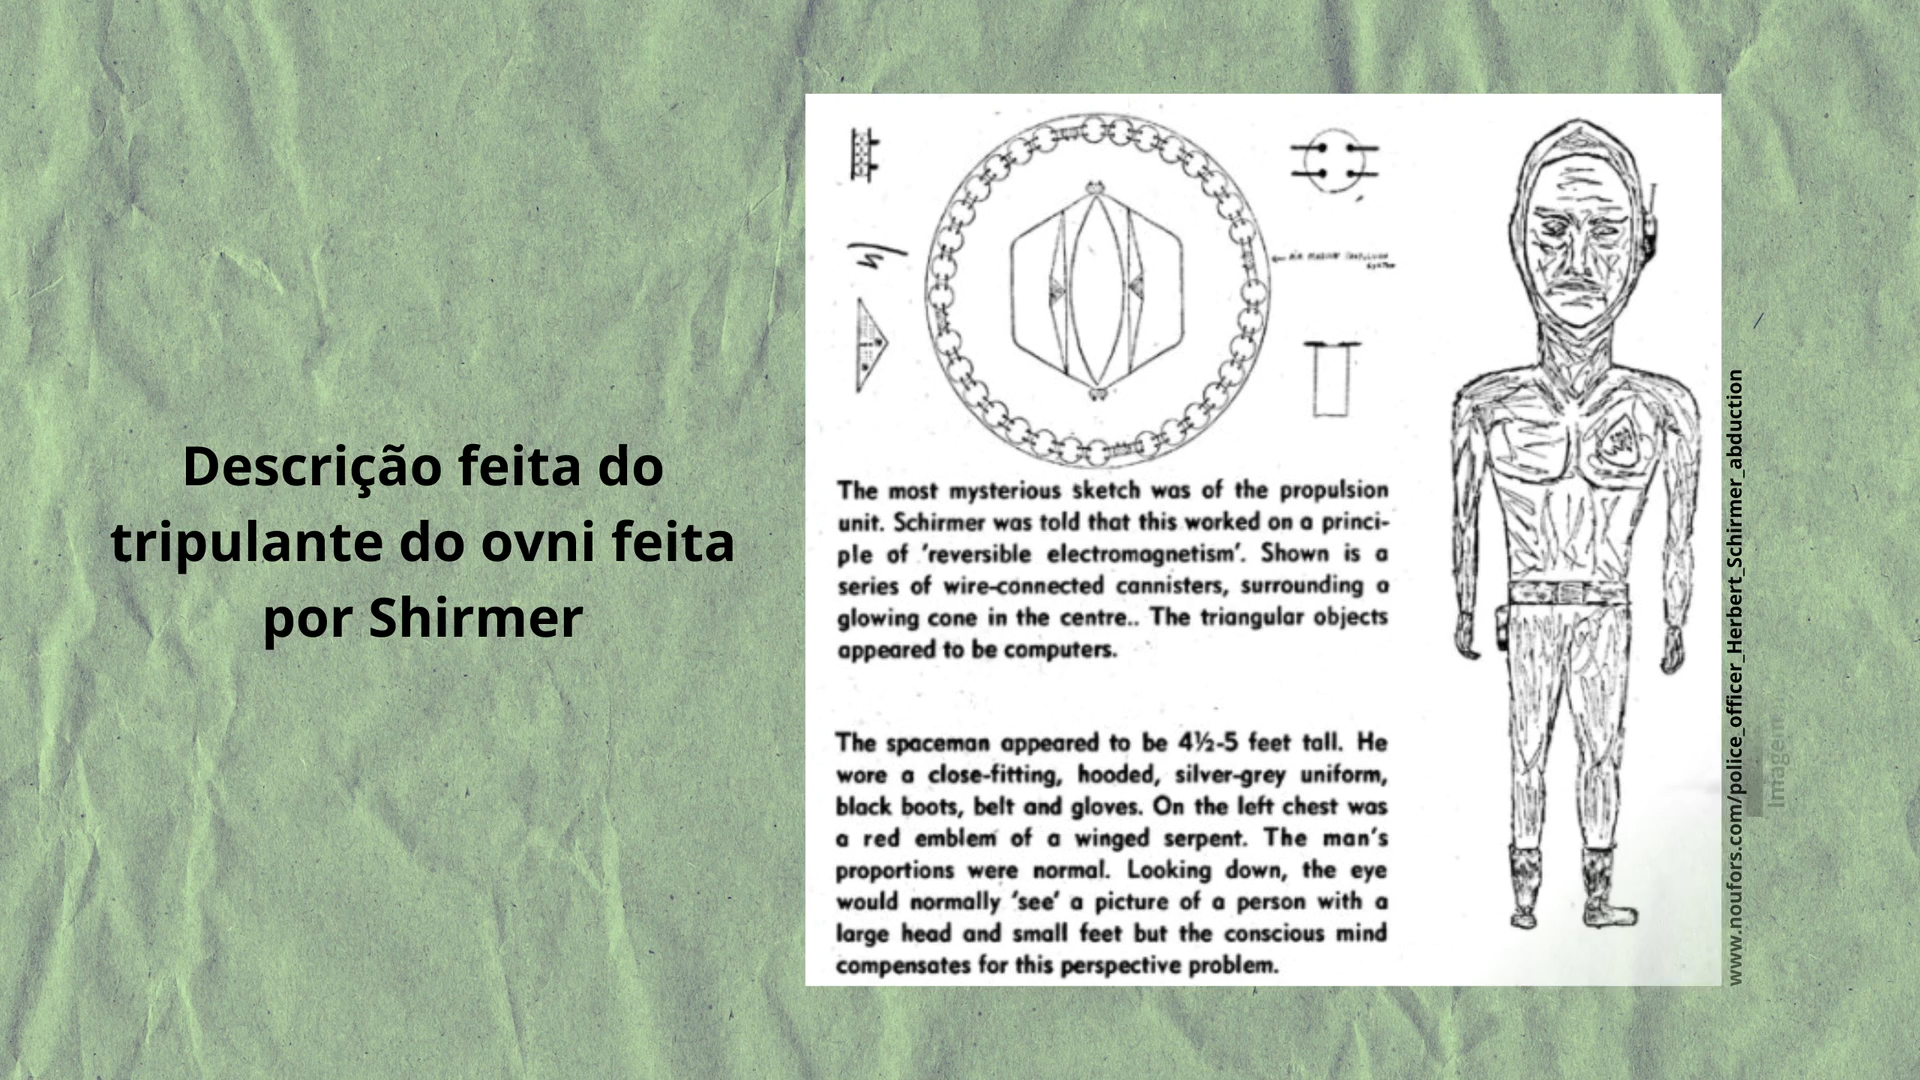 Descrição feita do
tripulante do ovni feita
por Shirmer
The most mysterious sketch was of the propulsion
unit. Schirmer was told that this worked on a princi-
ple of 'reversible electromagnetism'. Shown is a
series of wire-connected cannisters, surrounding a
glowing cone in the centre.. The triangular objects
appeared to be computers.
The spaceman appeared to be 4½-5 feet tall. He
wore a close-fitting, hooded, silver-grey uniform,
black boots, belt and gloves. On the left chest was
a red emblem of a winged serpent. The man's
proportions were normal. Looking down, the eye
would normally 'see' a picture of a person with a
large head and small feet but the conscious mind
compensates for this perspective problem.
www.noufors.com/police_officer_Herbert_Schirmer_abduction
Imagem